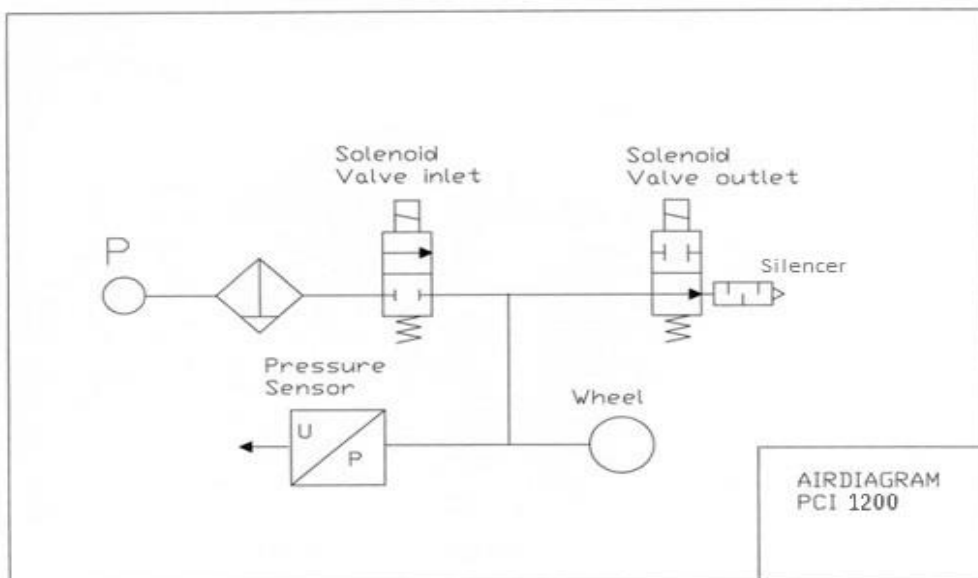 Solenoid
Valve inlet
Solenoid
Valve outlet
P
Silencer
Pressure
Sensor
U
P
Wheel
AIRDIAGRAM
PCI 1200